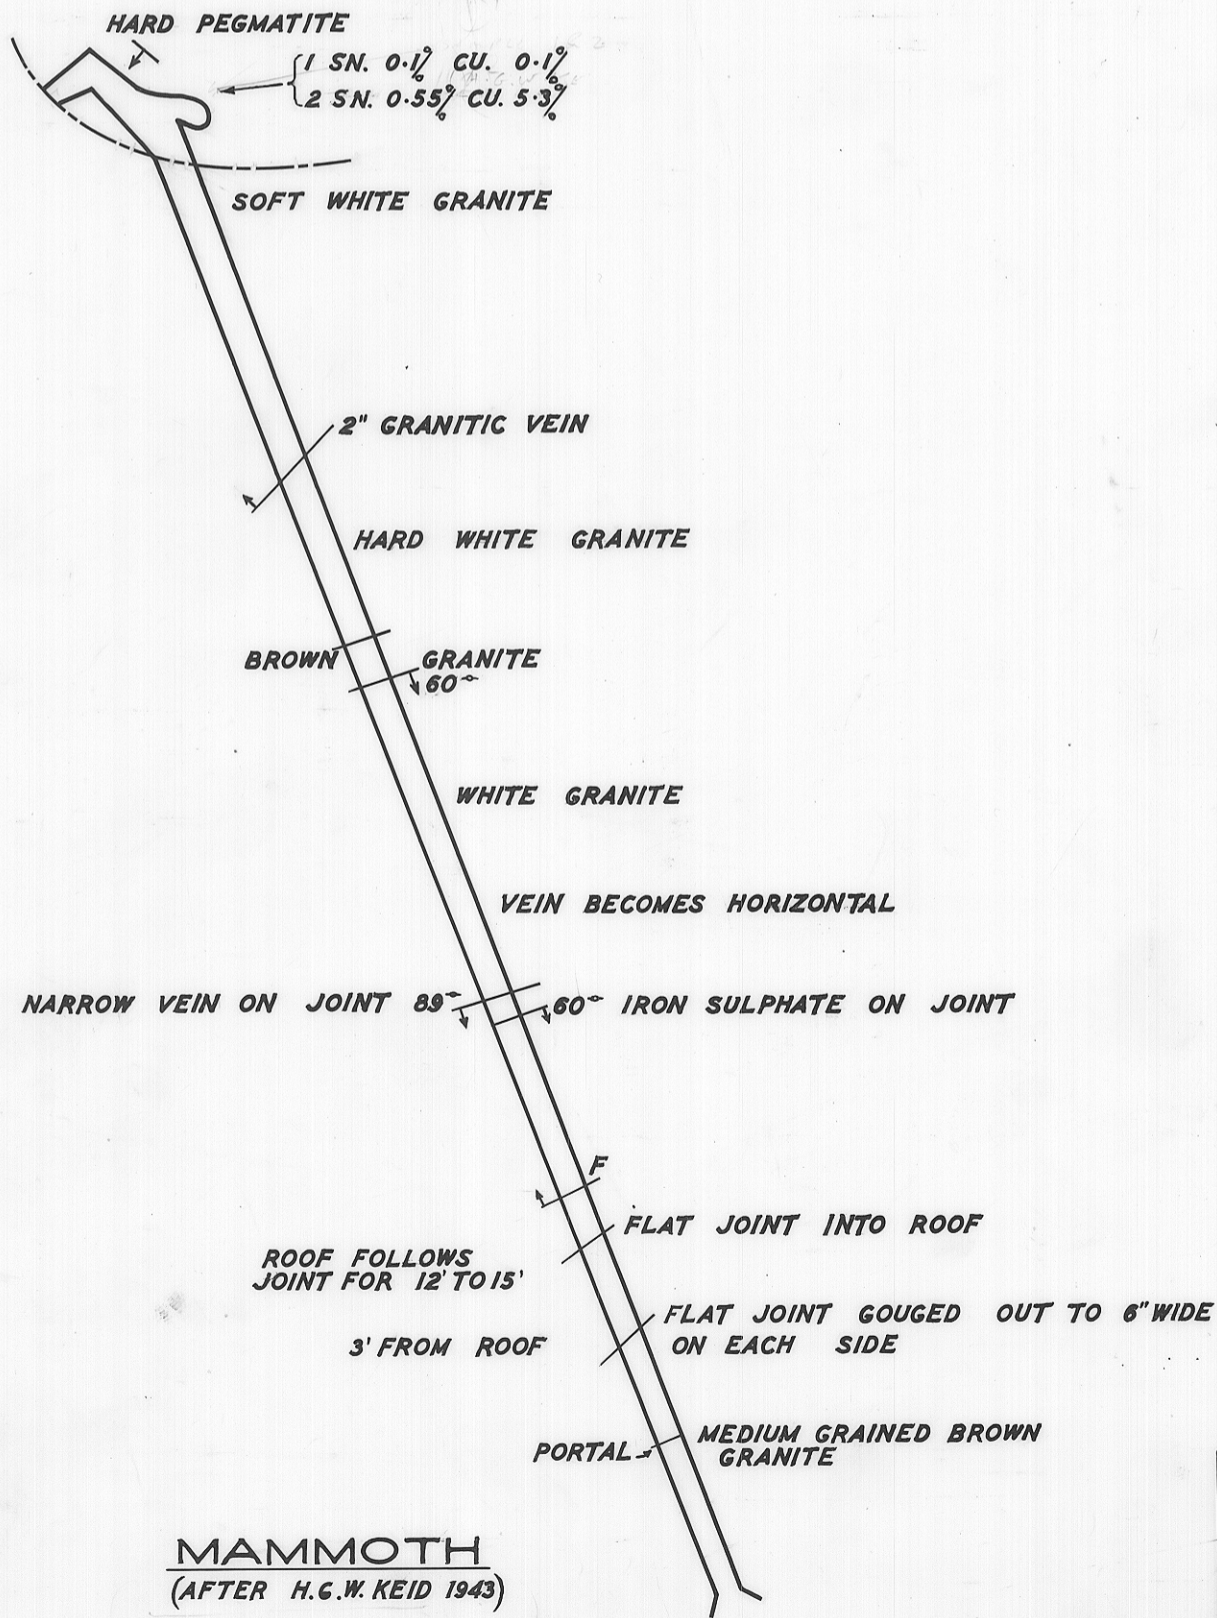 HARD PEGMATITE
1 SN. 0·1% CU. 0·1%
2 SN. 0·55% CU. 5·3%
SOFT WHITE GRANITE
2" GRANITIC VEIN
HARD WHITE GRANITE
BROWN GRANITE
60°
WHITE GRANITE
VEIN BECOMES HORIZONTAL
NARROW VEIN ON JOINT 89° 60° IRON SULPHATE ON JOINT
F
FLAT JOINT INTO ROOF
ROOF FOLLOWS
JOINT FOR 12' TO 15'
FLAT JOINT GOUGED OUT TO 6" WIDE
3' FROM ROOF ON EACH SIDE
MEDIUM GRAINED BROWN
PORTAL GRANITE
MAMMOTH
(AFTER H.G.W. KEID 1943)